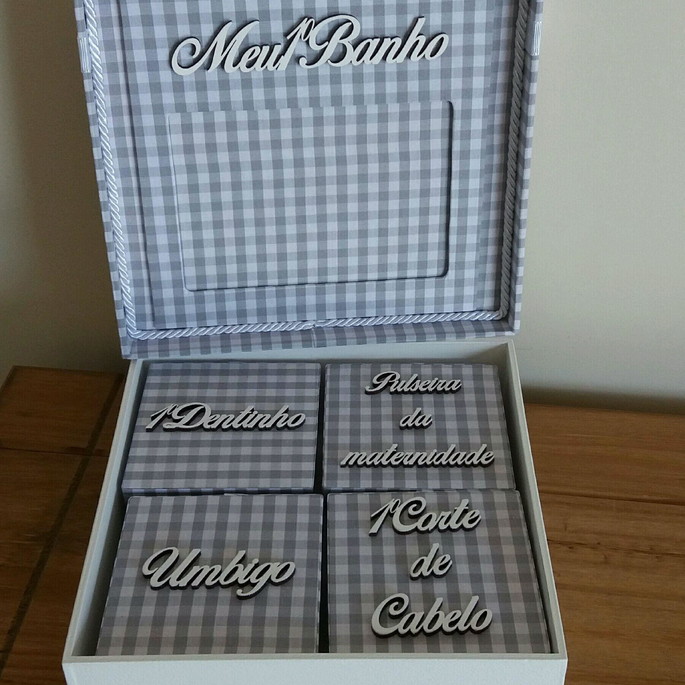 Meu 1º Banho
1º Dentinho
Pulseira
da
maternidade
Umbigo
1º Corte
de
Cabelo